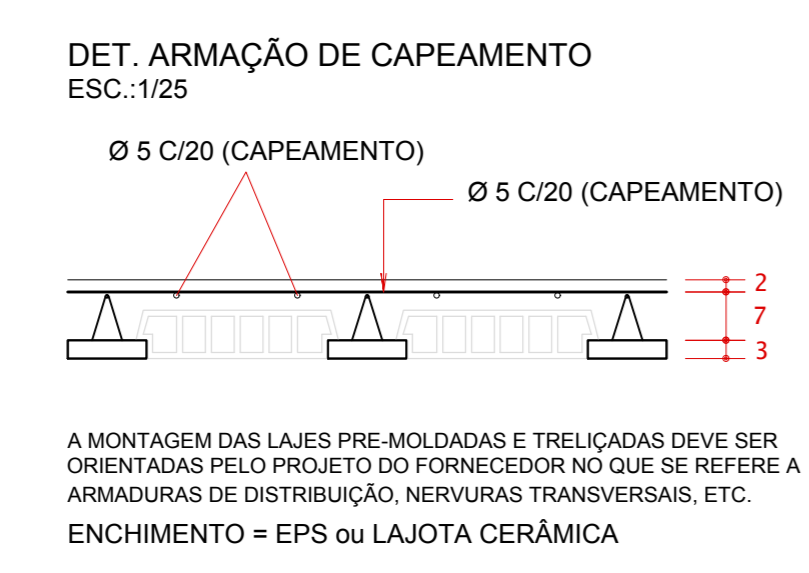 DET. ARMAÇÃO DE CAPEAMENTO
ESC.:1/25
Ø 5 C/20 (CAPEAMENTO)
Ø 5 C/20 (CAPEAMENTO)
2
7
3
A MONTAGEM DAS LAJES PRE-MOLDADAS E TRELIÇADAS DEVE SER
ORIENTADAS PELO PROJETO DO FORNECEDOR NO QUE SE REFERE A
ARMADURAS DE DISTRIBUIÇÃO, NERVURAS TRANSVERSAIS, ETC.
ENCHIMENTO = EPS ou LAJOTA CERÂMICA